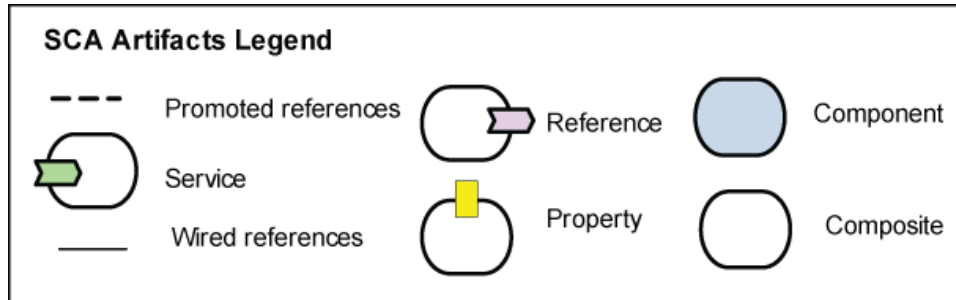 SCA Artifacts Legend
Promoted references
Service
Wired references
Reference
Property
Component
Composite